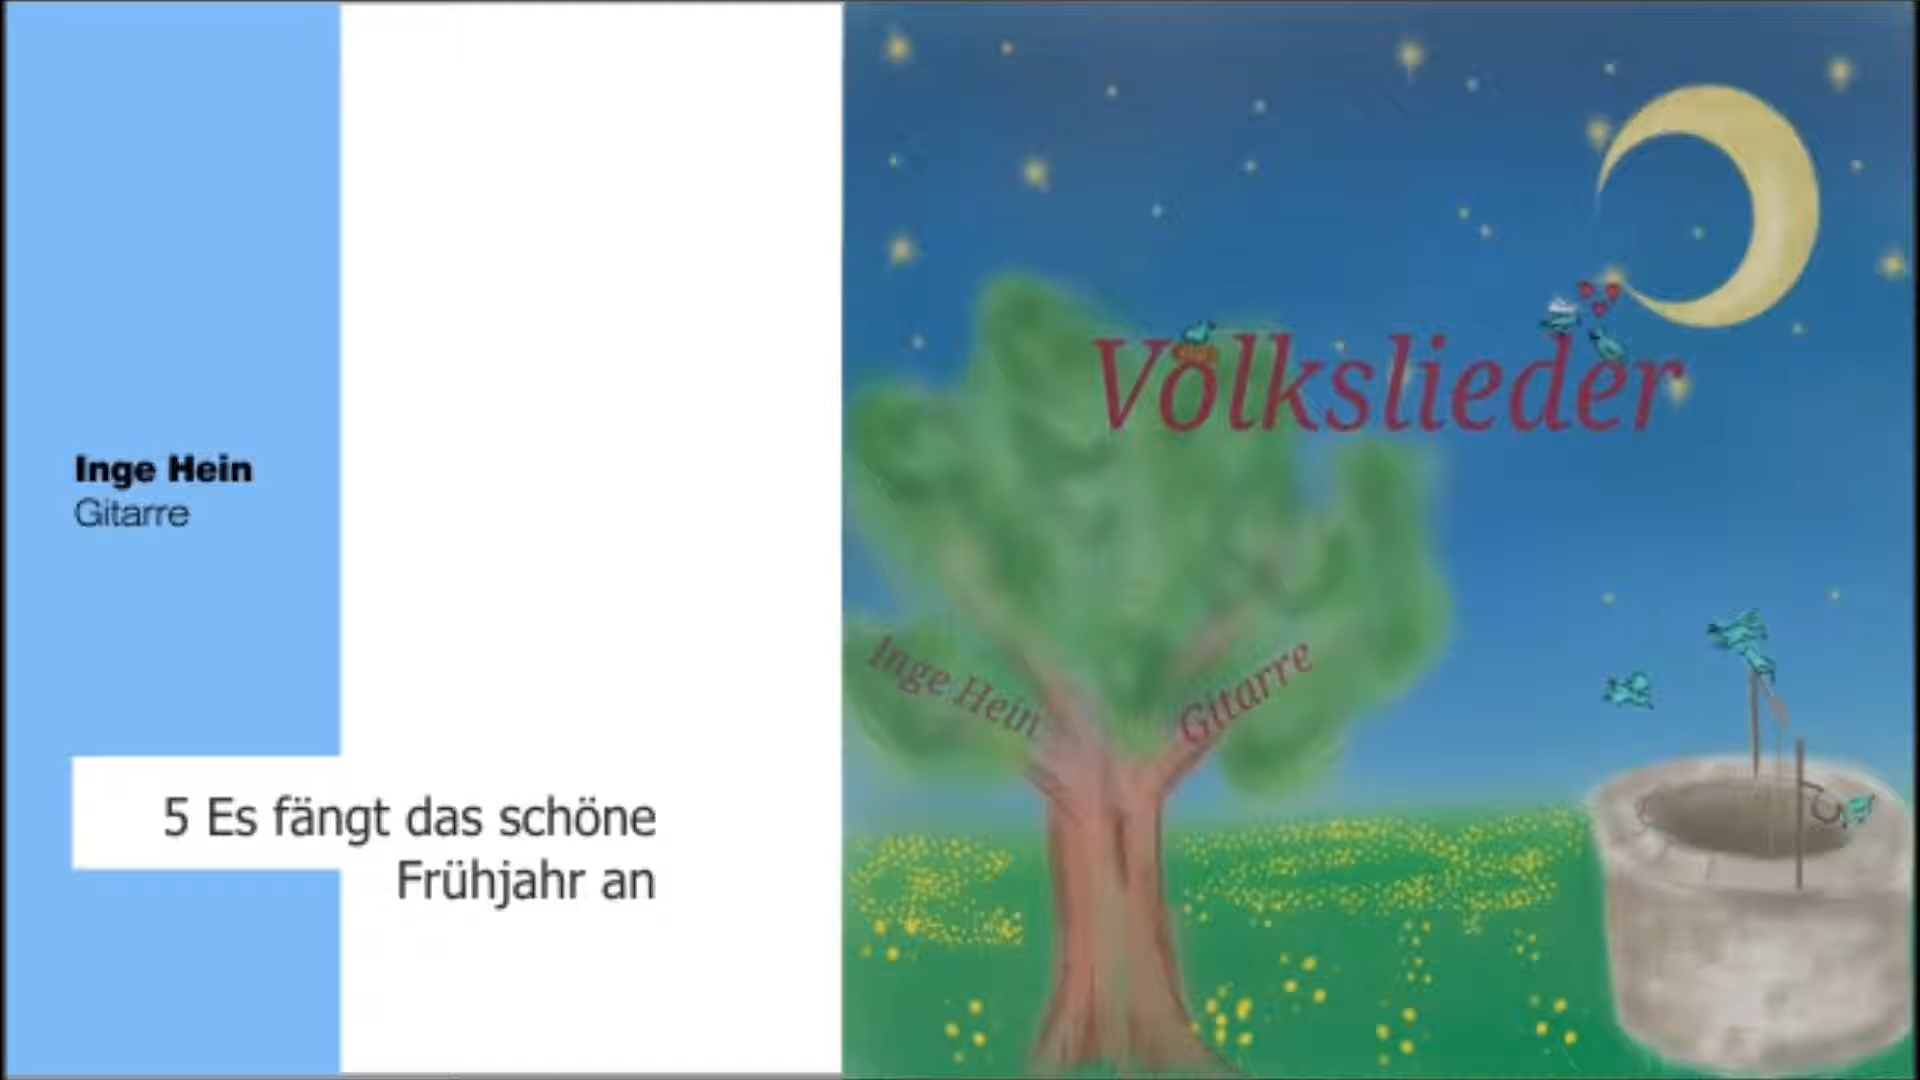 Inge Hein
Gitarre
5 Es fängt das schöne
Frühjahr an
Volkslieder
Inge Hein
Gitarre